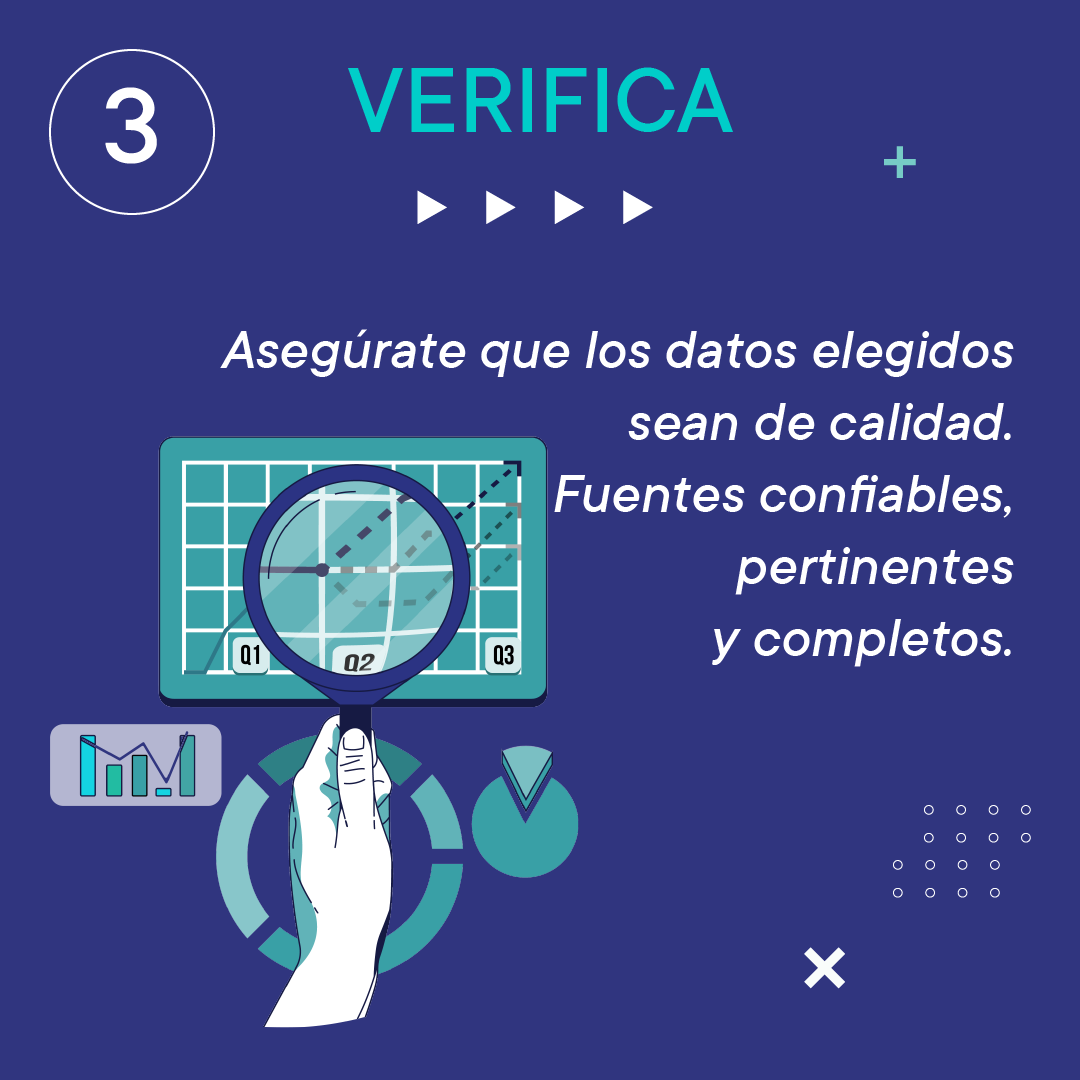 3
VERIFICA
Asegúrate que los datos elegidos
sean de calidad.
Fuentes confiables,
pertinentes
y completos.
Q1
Q2
Q3